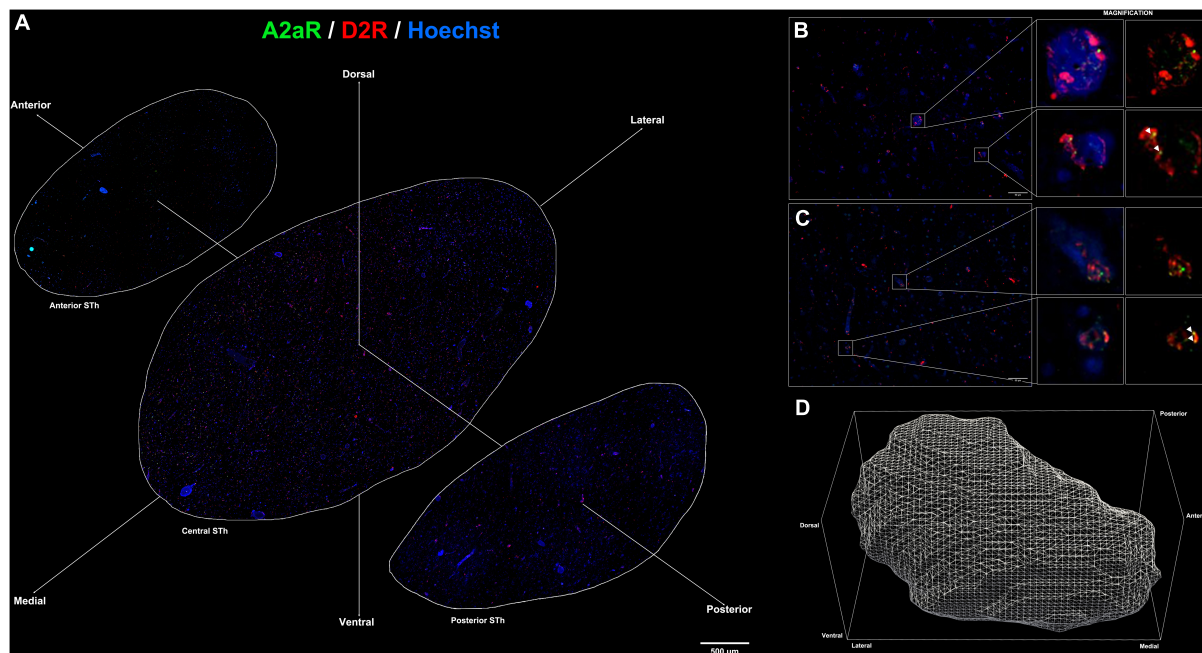 A
A2aR / D2R / Hoechst
Dorsal
Anterior
Lateral
Anterior STh
Central STh
Medial
Ventral
Posterior STh
Posterior
500 µm
MAGNIFICATION
B
C
D
Posterior
Dorsal
Anter
Ventral
Lateral
Medial